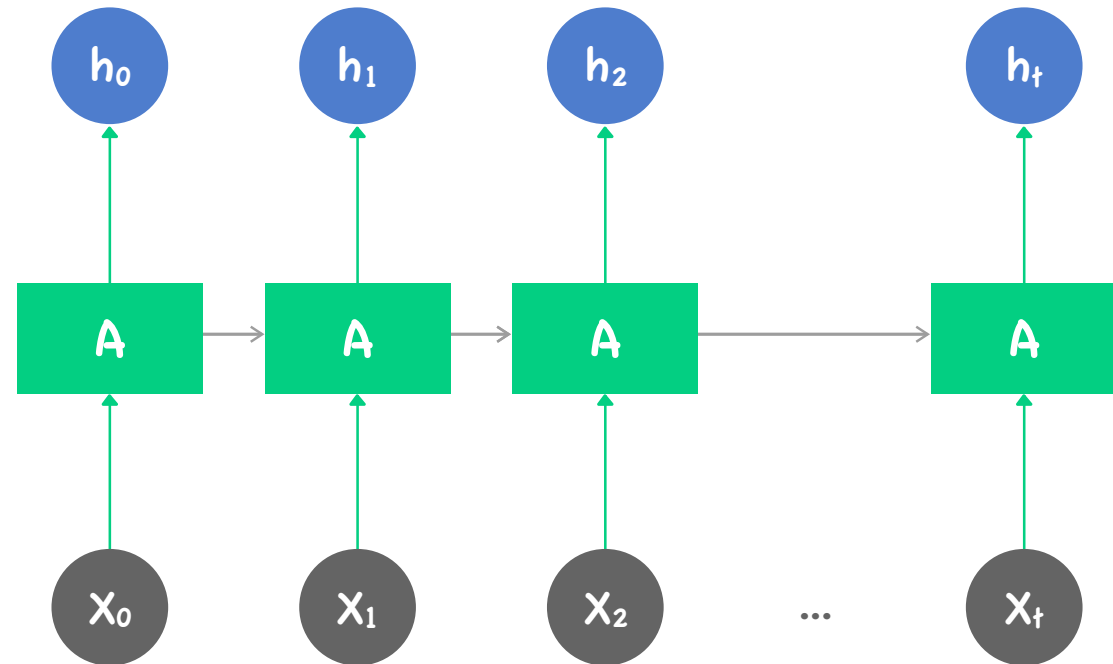 h₀ h₁ h₂ hₜ
A A A A
X₀ X₁ X₂ ... Xₜ